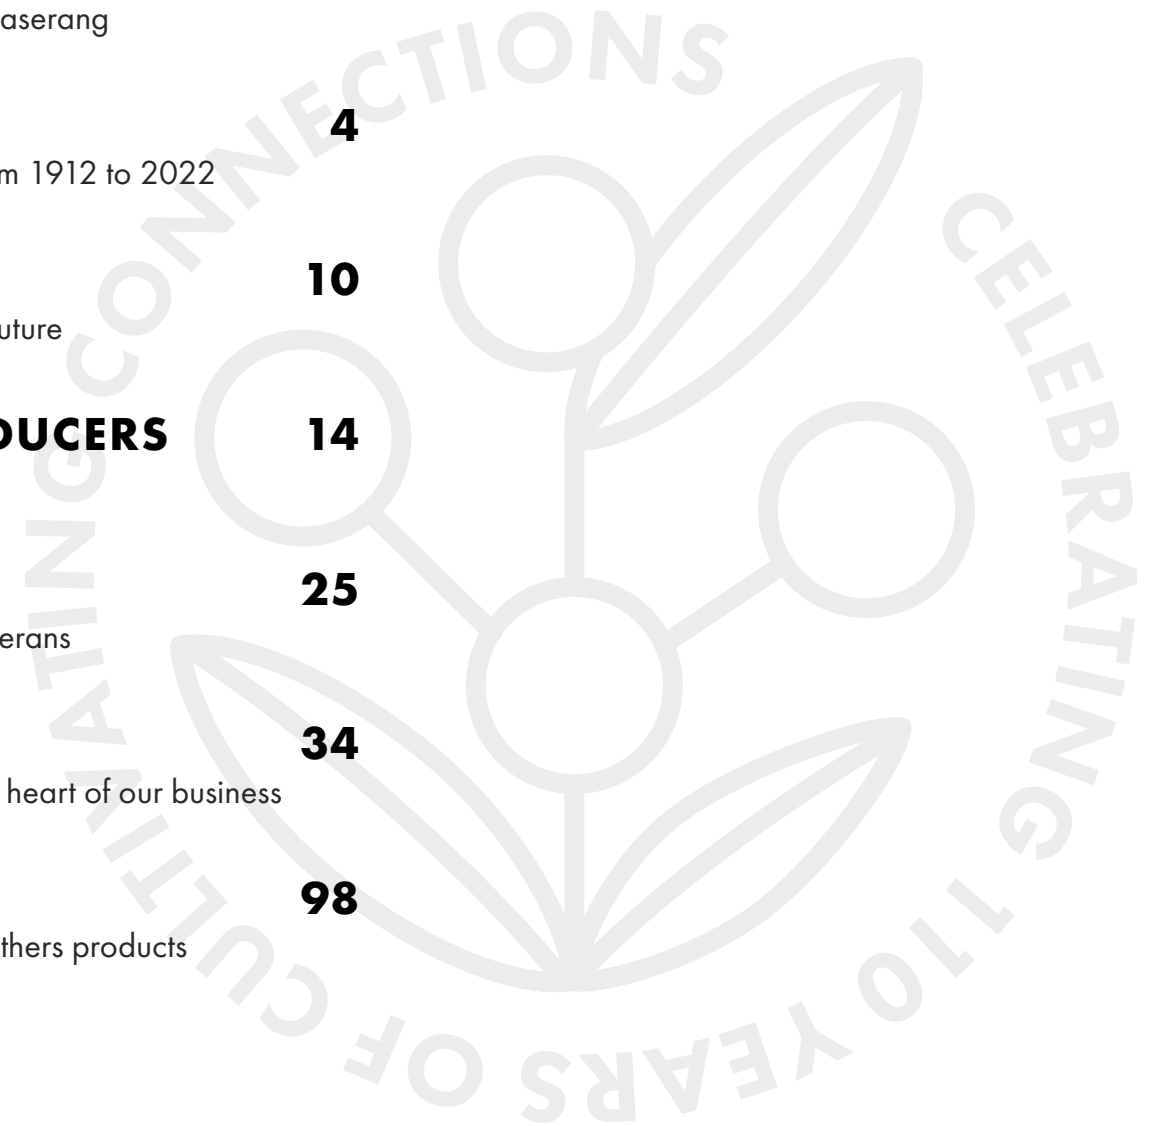 aserang
4
m 1912 to 2022
10
uture
DUCERS 14
25
erans
34
heart of our business
98
thers products
CELEBRATING 110 YEARS OF CULTIVATING CONNECTIONS